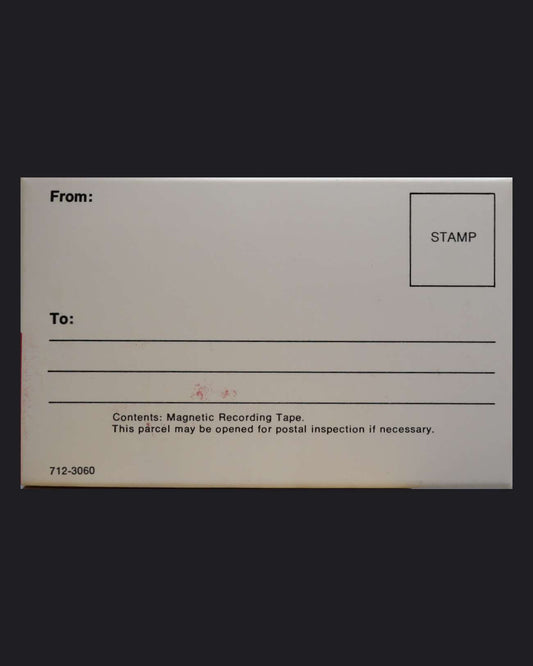 From:
STAMP
To:
Contents: Magnetic Recording Tape.
This parcel may be opened for postal inspection if necessary.
712-3060